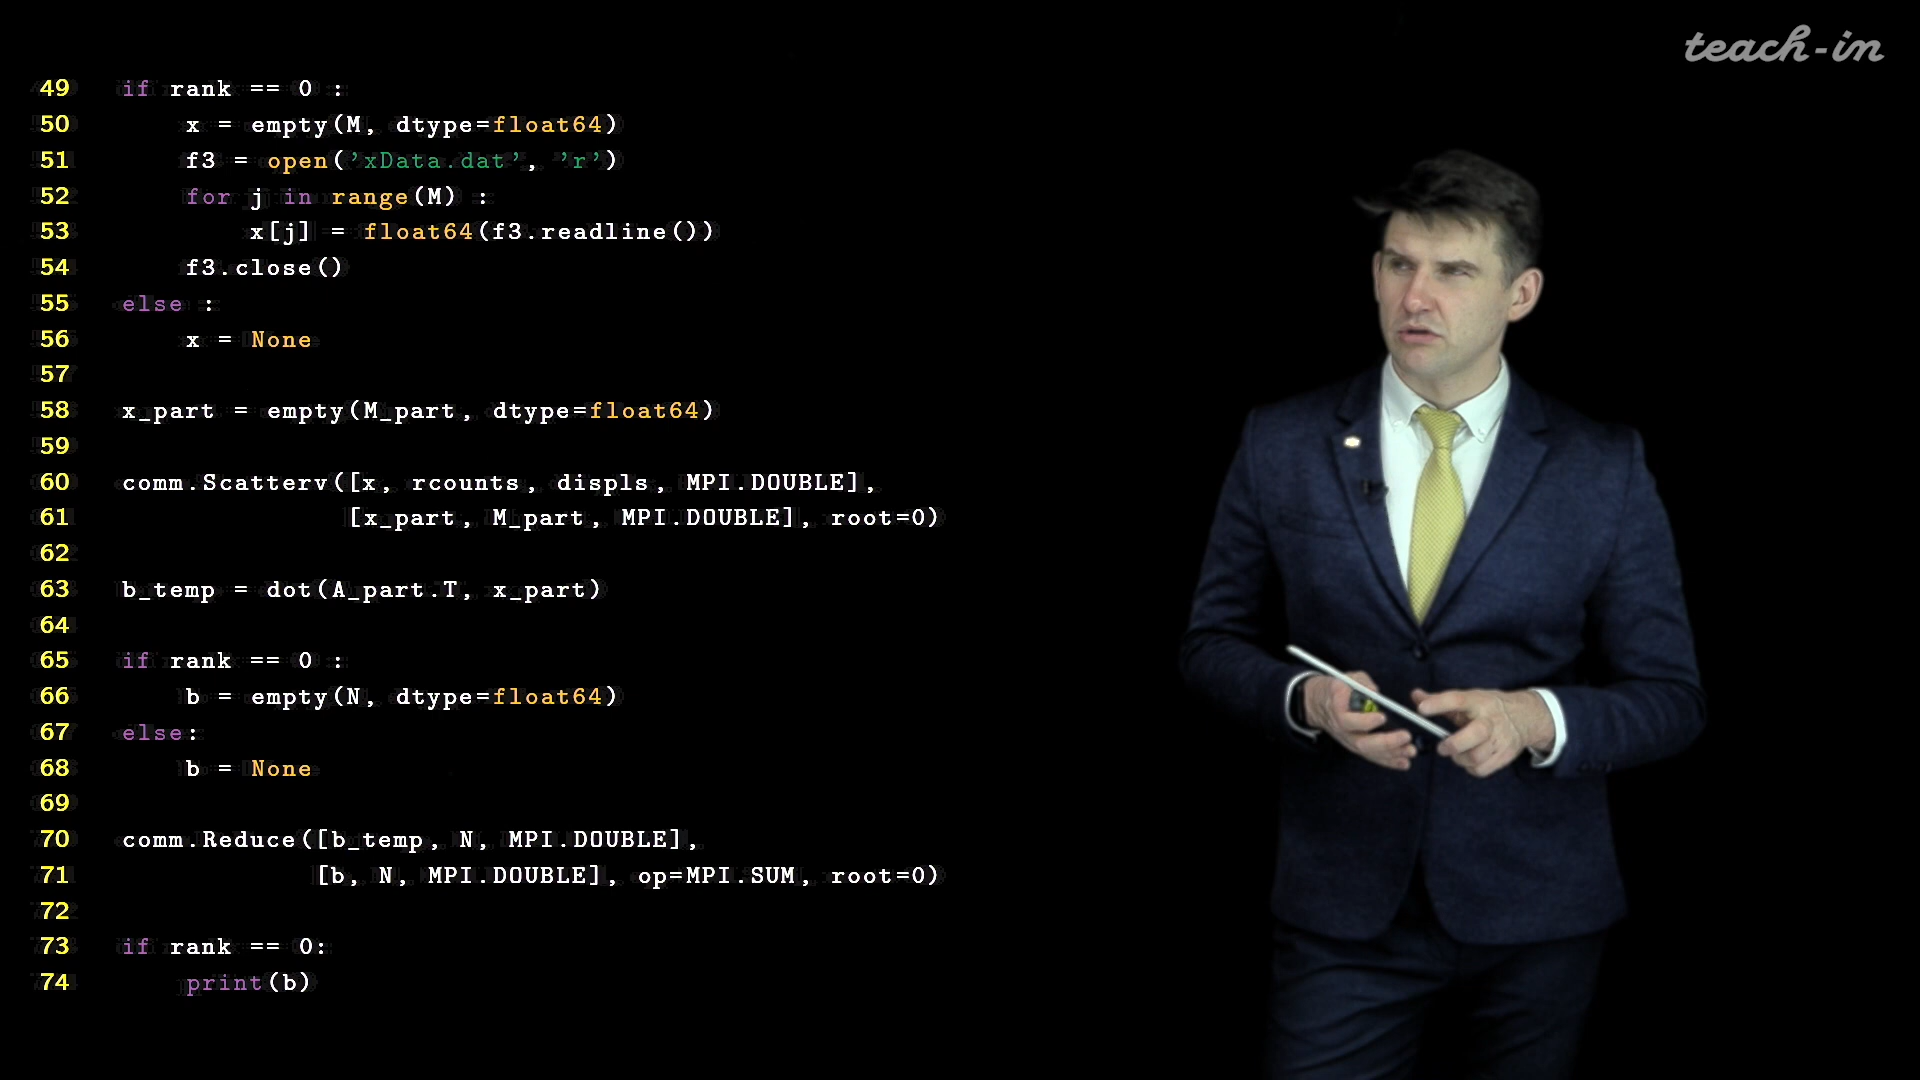 teach-in
49 if rank == 0 :
50 x = empty(M, dtype=float64)
51 f3 = open('xData.dat', 'r')
52 for j in range(M) :
53 x[j] = float64(f3.readline())
54 f3.close()
55 else :
56 x = None
57
58 x_part = empty(M_part, dtype=float64)
59
60 comm.Scatterv([x, rcounts, displs, MPI.DOUBLE],
61 [x_part, M_part, MPI.DOUBLE], root=0)
62
63 b_temp = dot(A_part.T, x_part)
64
65 if rank == 0 :
66 b = empty(N, dtype=float64)
67 else:
68 b = None
69
70 comm.Reduce([b_temp, N, MPI.DOUBLE],
71 [b, N, MPI.DOUBLE], op=MPI.SUM, root=0)
72
73 if rank == 0:
74 print(b)